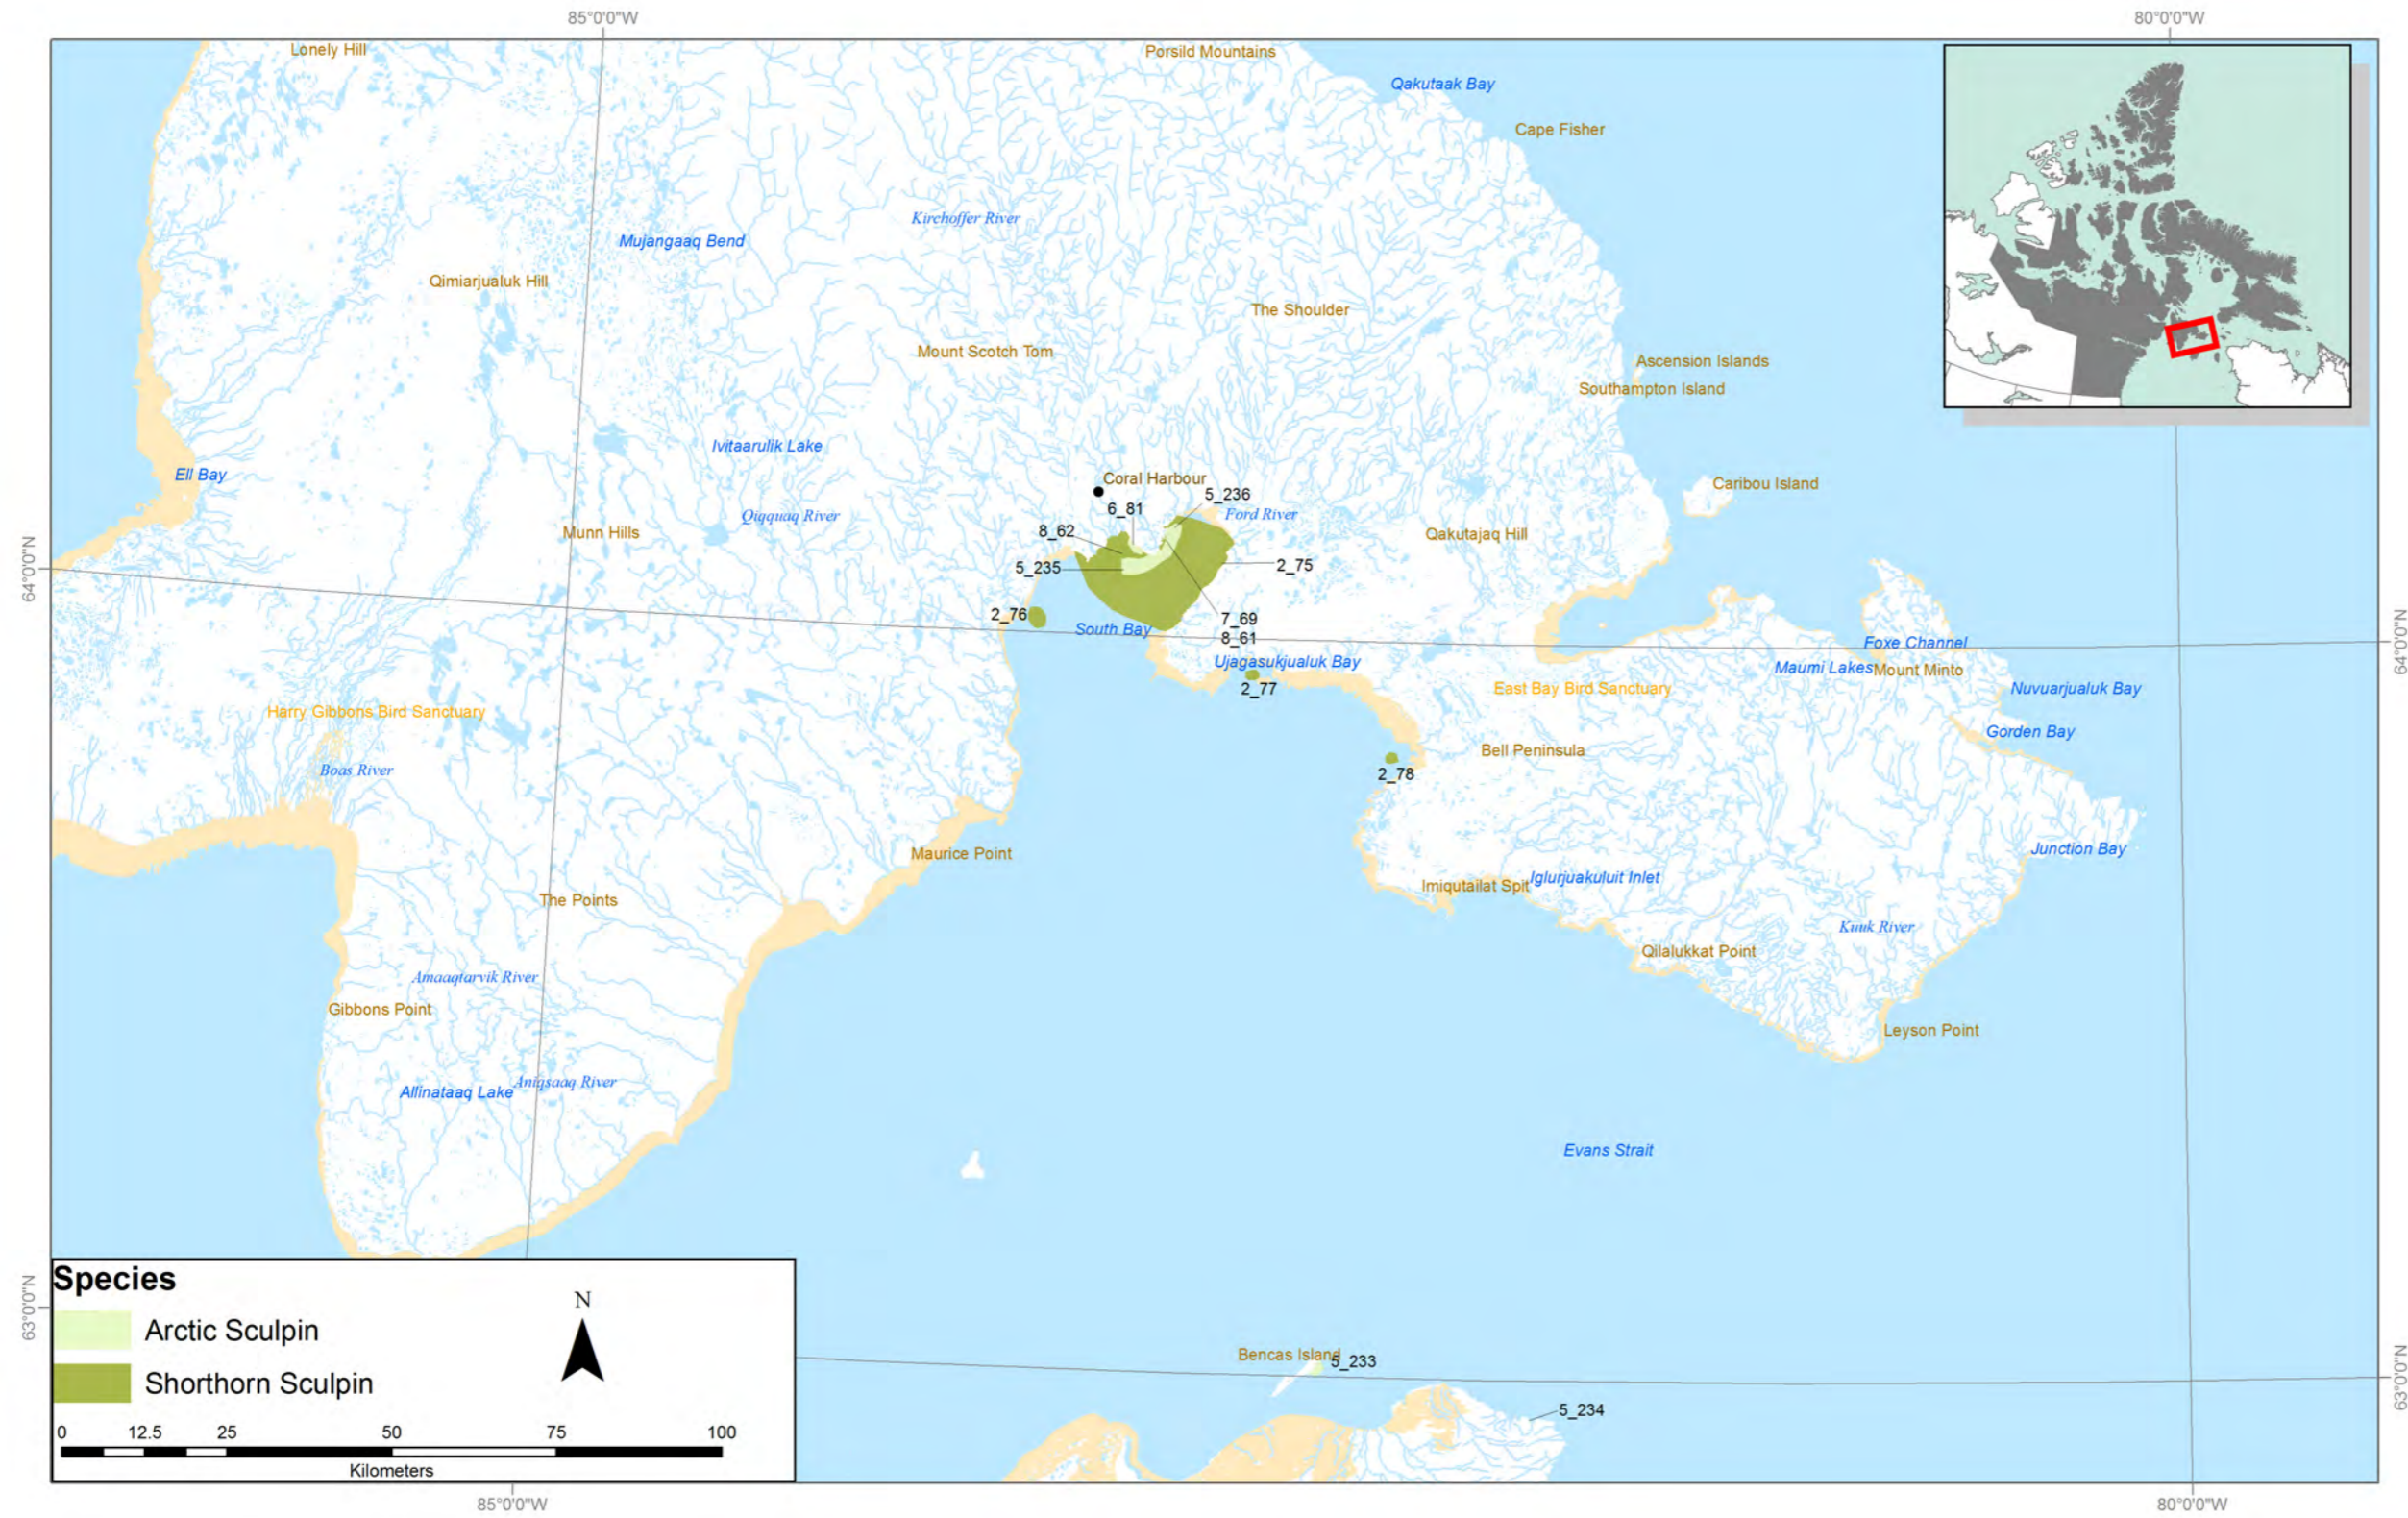 85°0'0"W
80°0'0"W
Lonely Hill
Porsild Mountains
Qakutaak Bay
Cape Fisher
Kirchoffer River
Mujangaaq Bend
Qimiarjualuk Hill
The Shoulder
Mount Scotch Tom
Ascension Islands
Southampton Island
Ivitaarulik Lake
Ell Bay
Coral Harbour
Caribou Island
5_236
6_81
Qiqquaq River
Ford River
Munn Hills
8_62
Qakutajaq Hill
5_235
2_75
64°0'0"N
2_76
7_69
South Bay
8_61
64°0'0"N
Foxe Channel
Ujagasukjualuk Bay
Maumi Lakes
Mount Minto
2_77
East Bay Bird Sanctuary
Nuvuarjualuk Bay
Harry Gibbons Bird Sanctuary
Gorden Bay
Bell Peninsula
Boas River
2_78
Junction Bay
Maurice Point
Imiqutailat Spit
Iglurjuakuluit Inlet
The Points
Kuuk River
Qilalukkat Point
Amaaqtarvik River
Gibbons Point
Leyson Point
Allinataaq Lake
Aniqsaaq River
Evans Strait
63°0'0"N
Bencas Island
5_233
63°0'0"N
5_234
Species
N
Arctic Sculpin
Shorthorn Sculpin
0 12.5 25 50 75 100
Kilometers
85°0'0"W
80°0'0"W